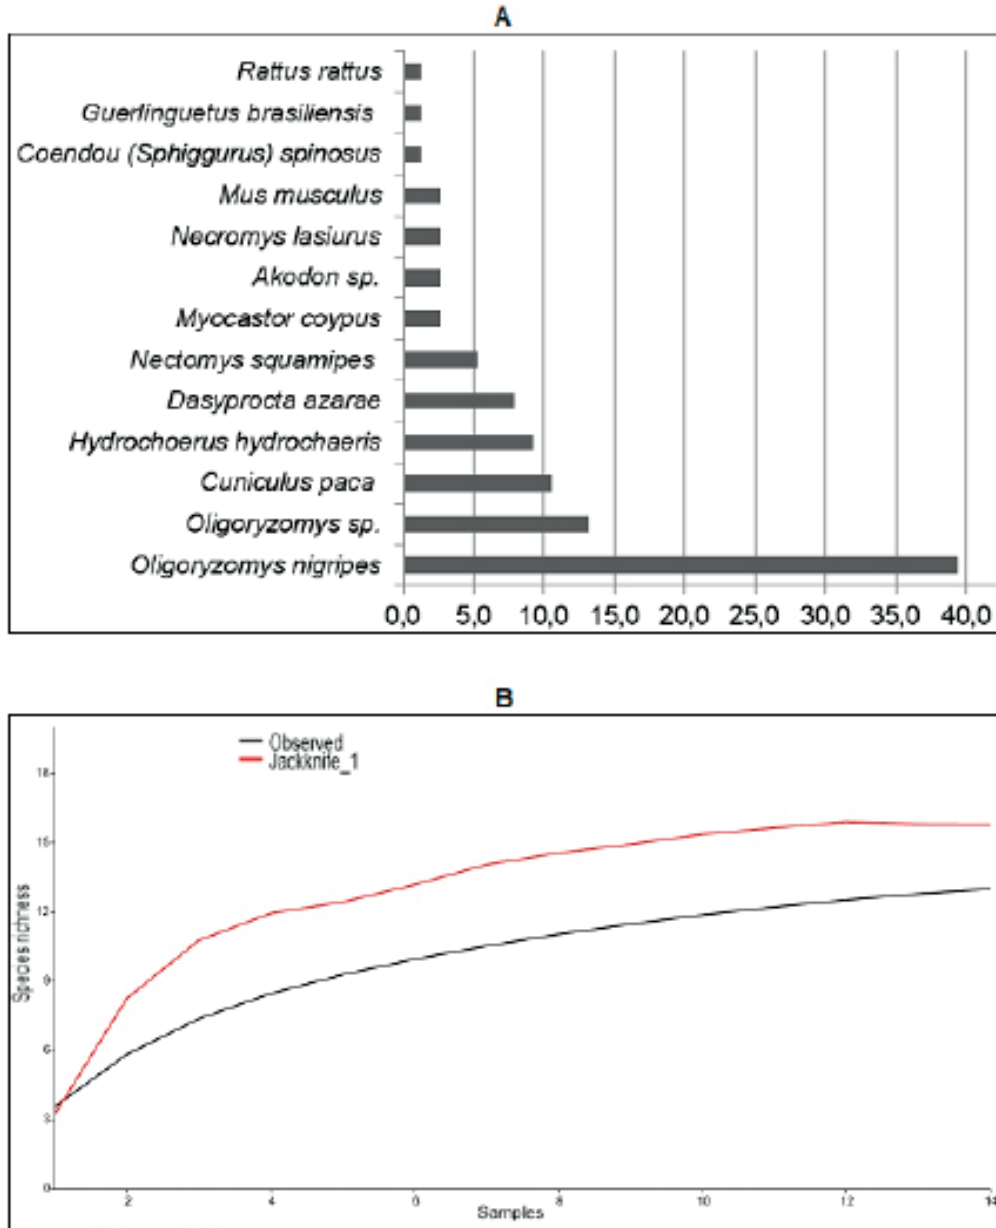 A
Rattus rattus
Guerlinguetus brasiliensis
Coendou (Sphiggurus) spinosus
Mus musculus
Necromys lasiurus
Akodon sp.
Myocastor coypus
Nectomys squamipes
Dasyprocta azarae
Hydrochoerus hydrochaeris
Cuniculus paca
Oligoryzomys sp.
Oligoryzomys nigripes
0,0 5,0 10,0 15,0 20,0 25,0 30,0 35,0 40,0
B
Observed
Jackknife_1
18
15
12
9
6
3
0
Species richness
2 4 6 8 10 12 14
Samples